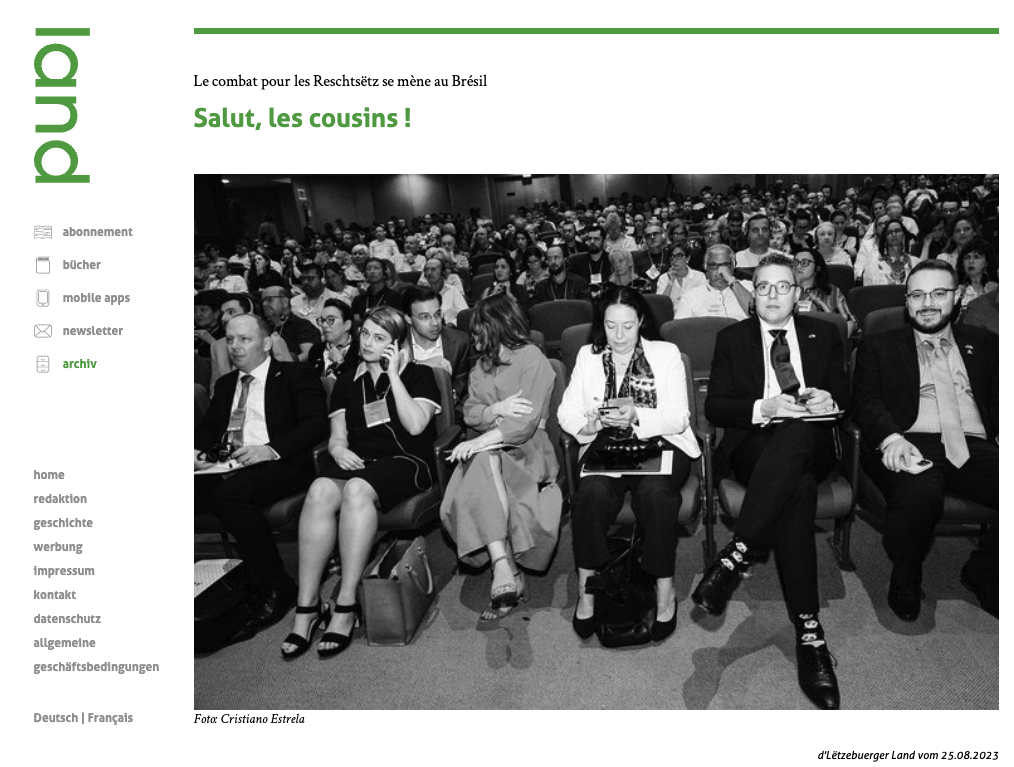 land
Le combat pour les Reschtsëtz se mène au Brésil
Salut, les cousins !
abonnement
bücher
mobile apps
newsletter
archiv
home
redaktion
geschichte
werbung
impressum
kontakt
datenschutz
allgemeine
geschäftsbedingungen
Deutsch | Français
Foto: Cristiano Estrela
d'Lëtzebuerger Land vom 25.08.2023